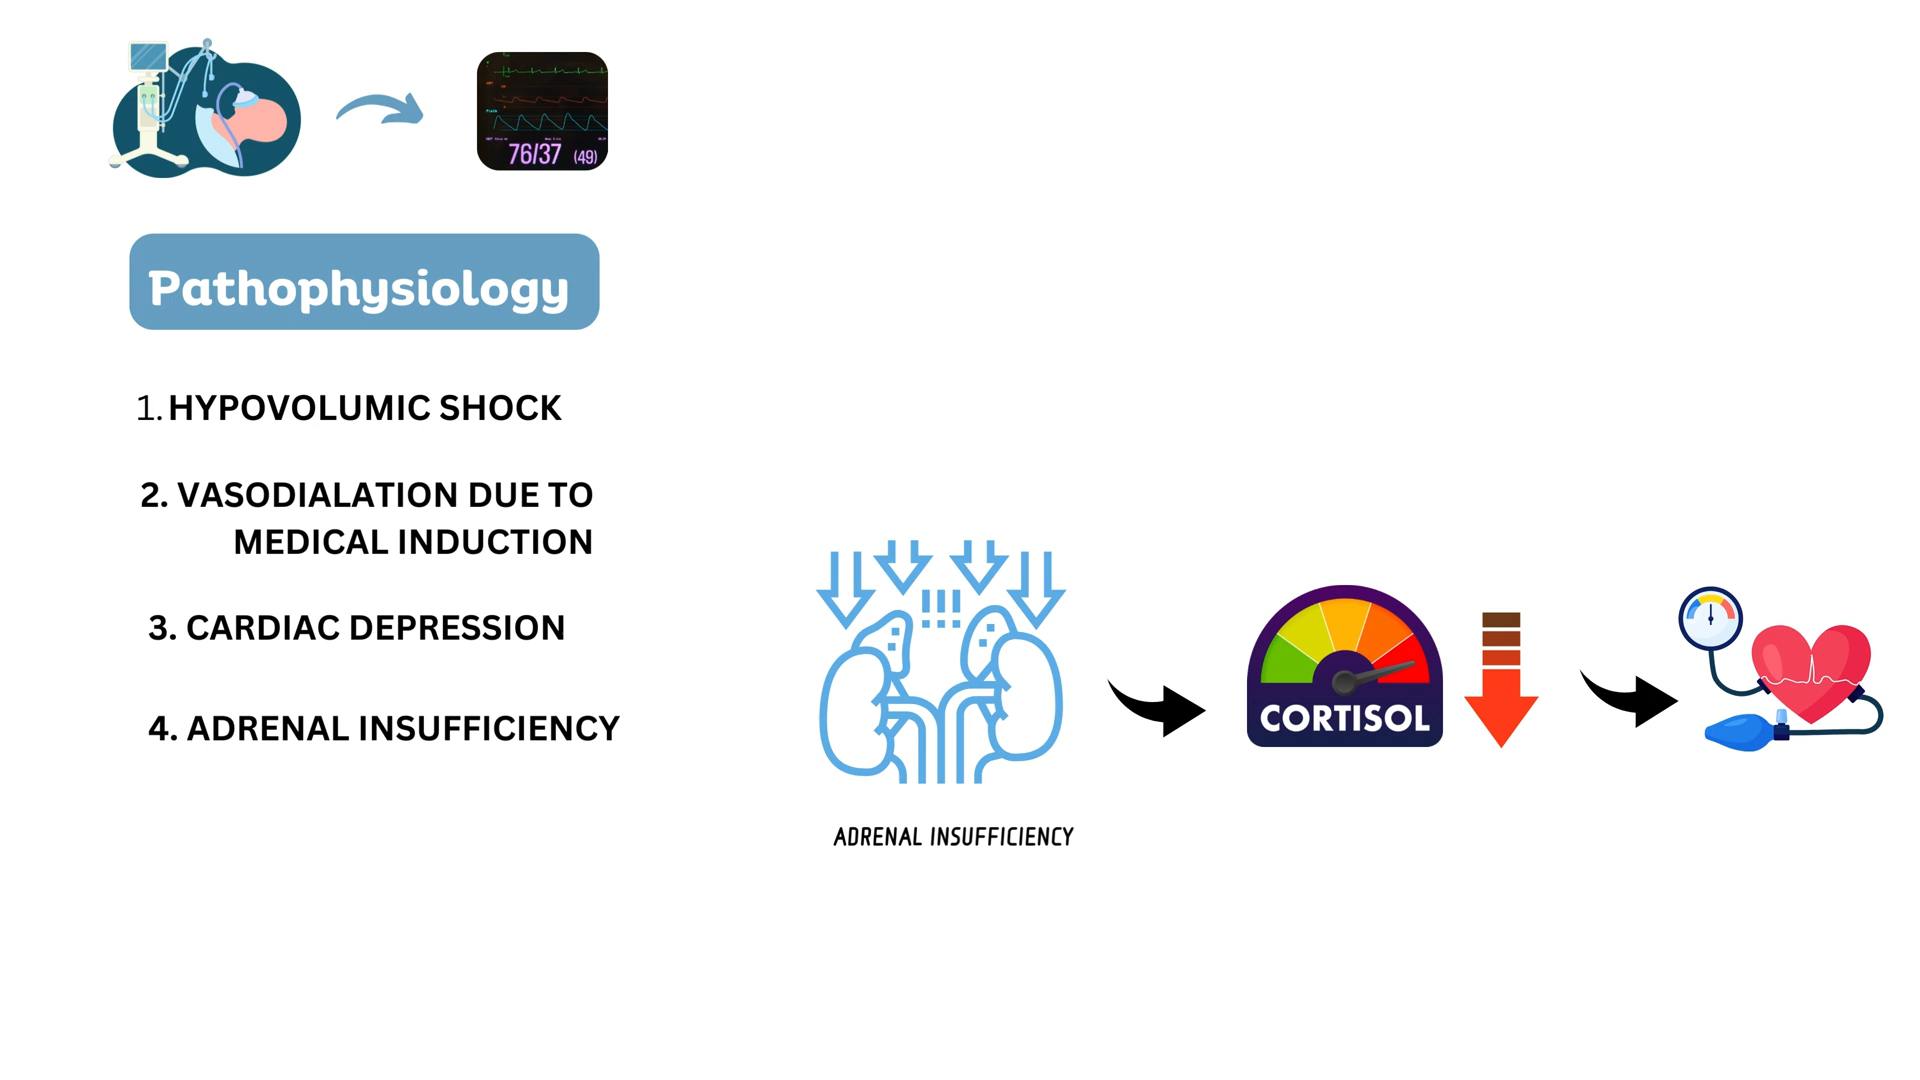 76/37 (49)
Pathophysiology
1. HYPOVOLUMIC SHOCK
2. VASODIALATION DUE TO
MEDICAL INDUCTION
3. CARDIAC DEPRESSION
4. ADRENAL INSUFFICIENCY
CORTISOL
ADRENAL INSUFFICIENCY